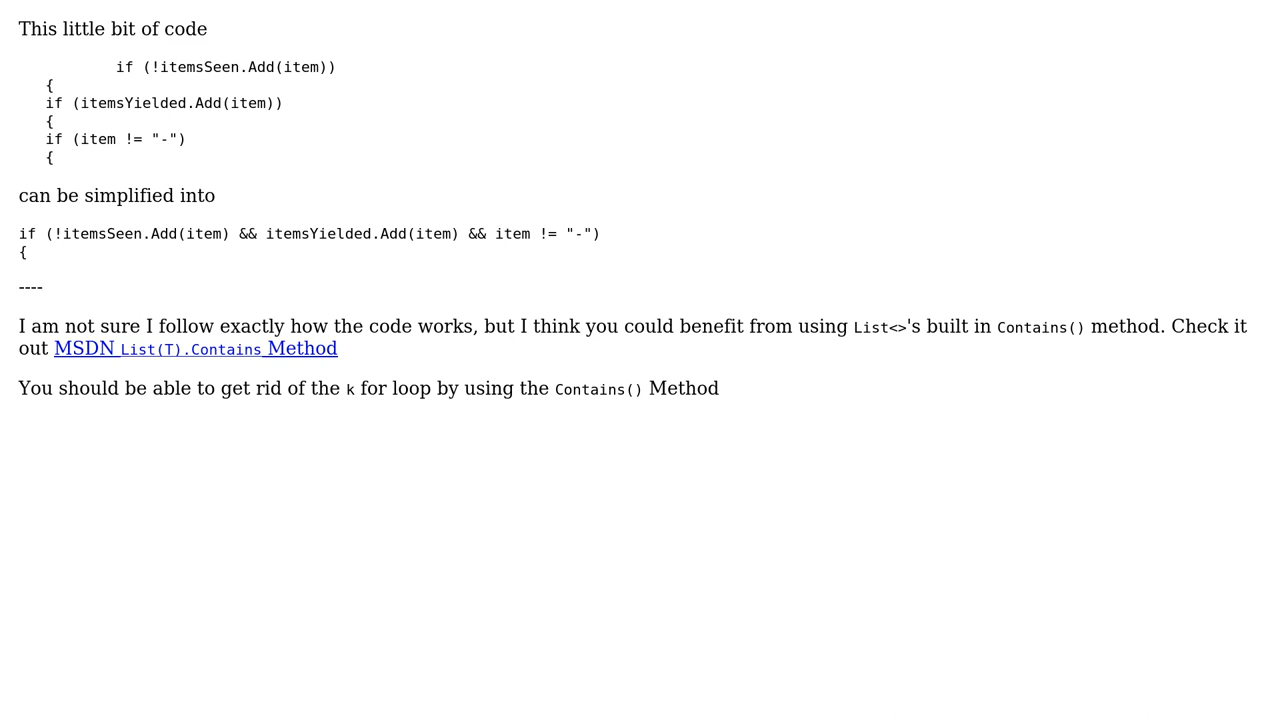 This little bit of code
if (!itemsSeen.Add(item))
{
if (itemsYielded.Add(item))
{
if (item != "-")
{
can be simplified into
if (!itemsSeen.Add(item) && itemsYielded.Add(item) && item != "-")
{
----
I am not sure I follow exactly how the code works, but I think you could benefit from using List<>'s built in Contains() method. Check it
out MSDN List(T).Contains Method
You should be able to get rid of the k for loop by using the Contains() Method